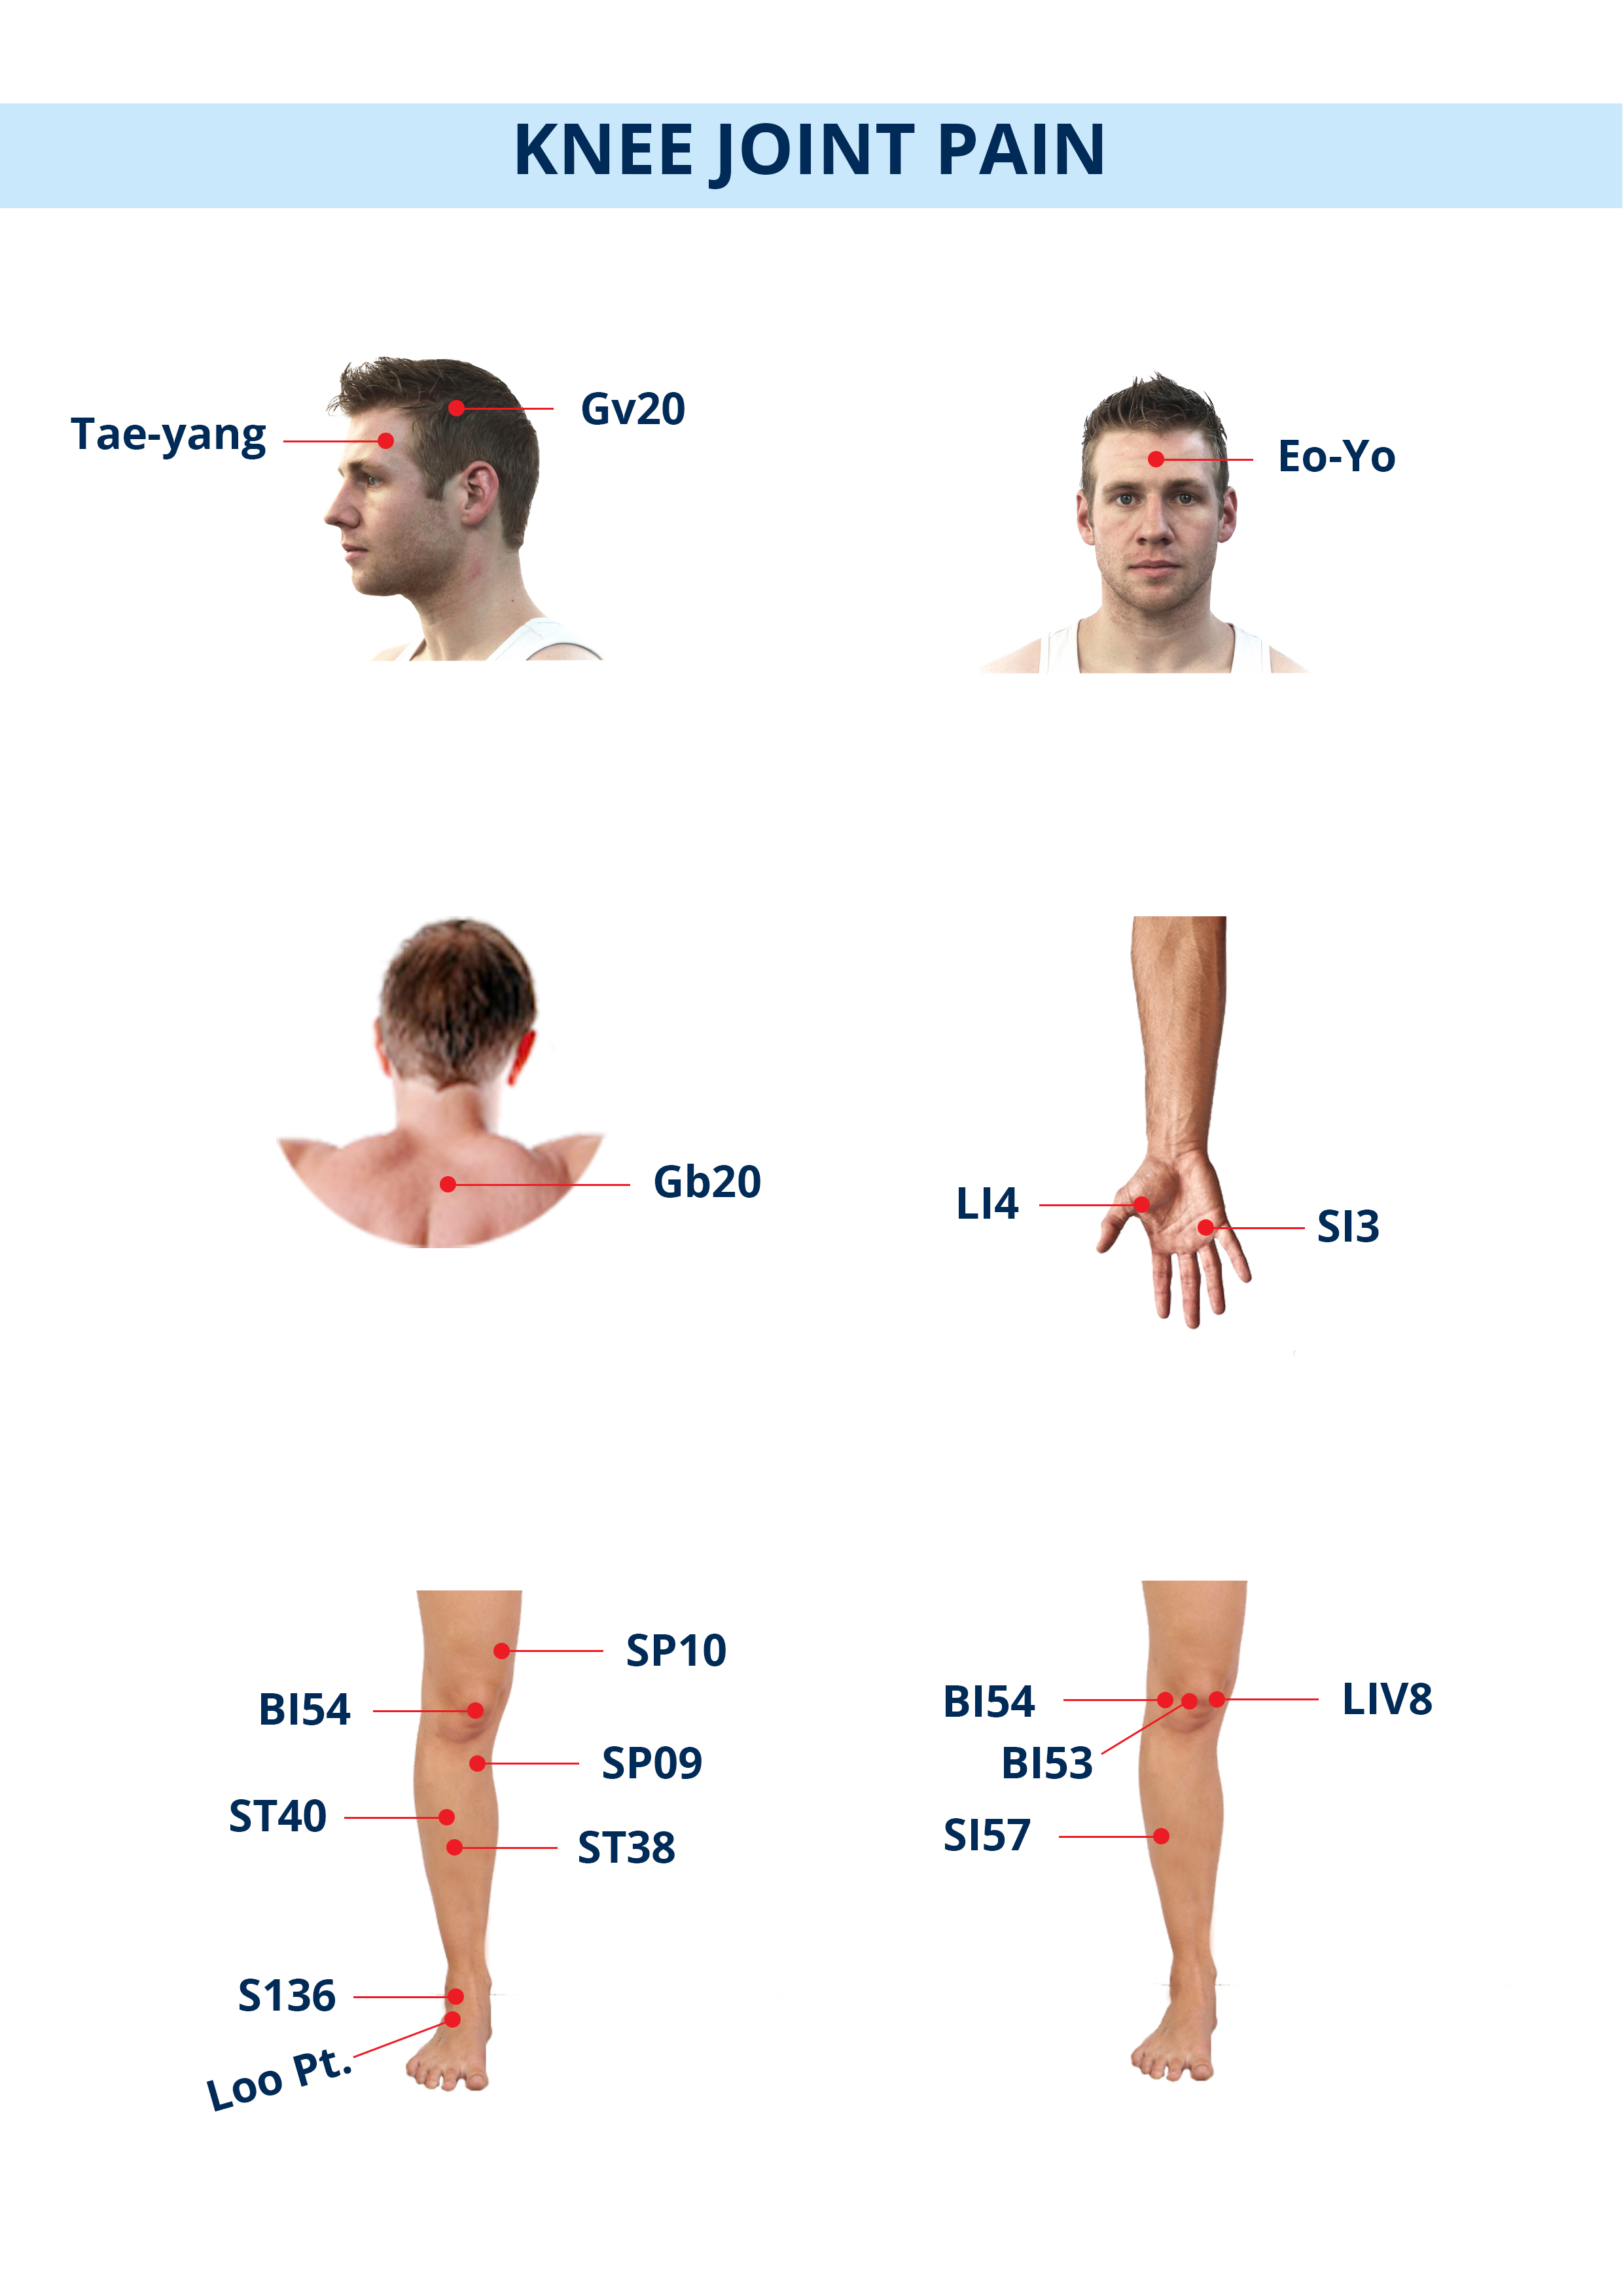 KNEE JOINT PAIN
Tae-yang
Gv20
Eo-Yo
Gb20
LI4
SI3
SP10
BI54
SP09
ST40
ST38
S136
Loo Pt.
BI54
LIV8
BI53
SI57